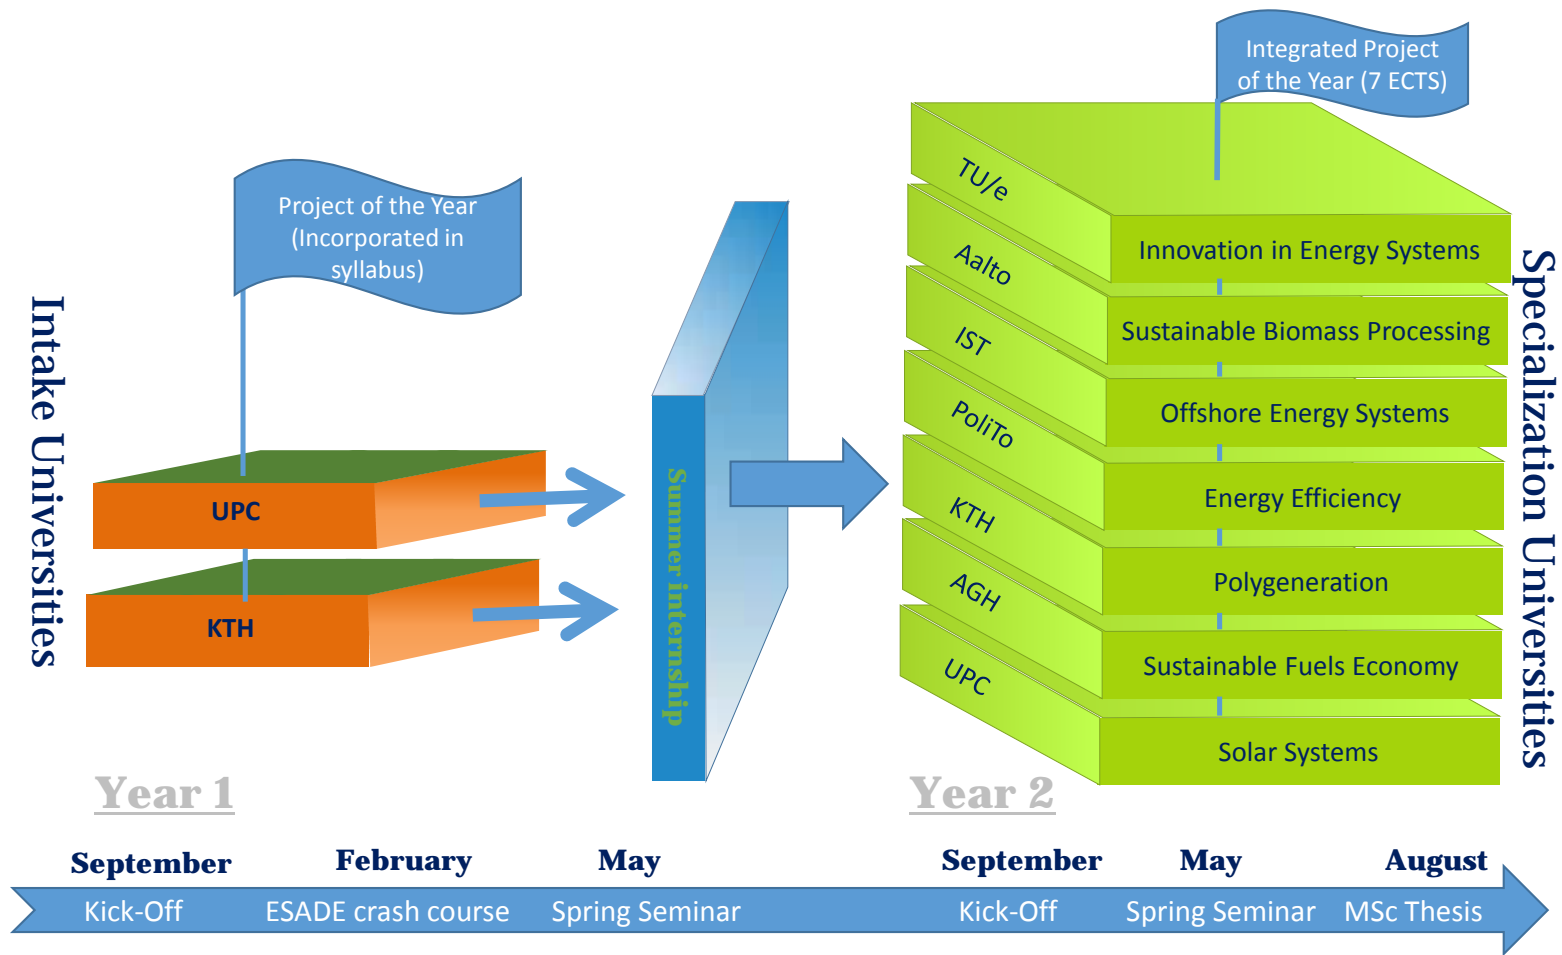 Integrated Project
of the Year (7 ECTS)
Project of the Year
(Incorporated in
syllabus)
Intake Universities
UPC
KTH
Summer internship
TU/e
Innovation in Energy Systems
Aalto
Sustainable Biomass Processing
IST
Offshore Energy Systems
PoliTo
Energy Efficiency
KTH
Polygeneration
AGH
Sustainable Fuels Economy
UPC
Solar Systems
Specialization Universities
Year 1
Year 2
September
February
May
September
May
August
Kick-Off
ESADE crash course
Spring Seminar
Kick-Off
Spring Seminar
MSc Thesis